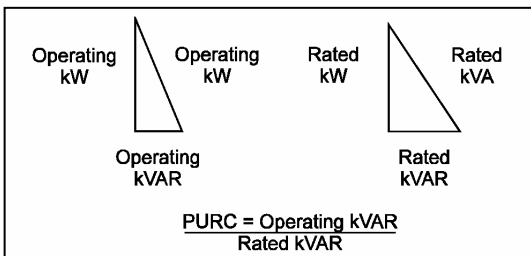 Operating
kW
Operating
kW
Operating
kVAR
Rated
kW
Rated
kVA
Rated
kVAR
PURC = Operating kVAR
Rated kVAR